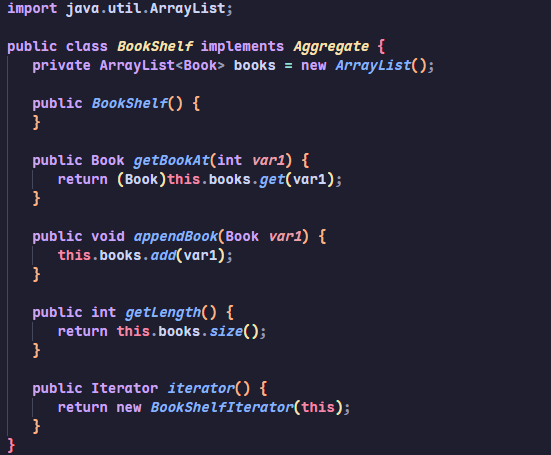 import java.util.ArrayList;
public class BookShelf implements Aggregate {
private ArrayList<Book> books = new ArrayList();
public BookShelf() {
}
public Book getBookAt(int var1) {
return (Book)this.books.get(var1);
}
public void appendBook(Book var1) {
this.books.add(var1);
}
public int getLength() {
return this.books.size();
}
public Iterator iterator() {
return new BookShelfIterator(this);
}
}